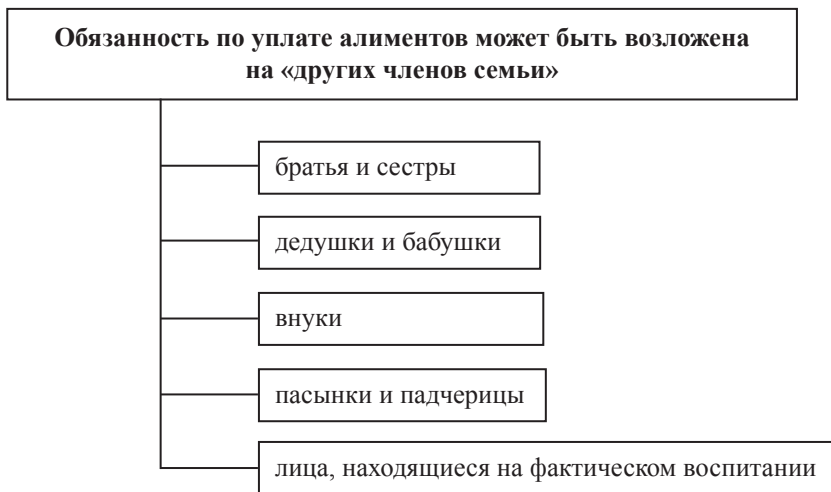 Обязанность по уплате алиментов может быть возложена
на «других членов семьи»
братья и сестры
дедушки и бабушки
внуки
пасынки и падчерицы
лица, находящиеся на фактическом воспитании